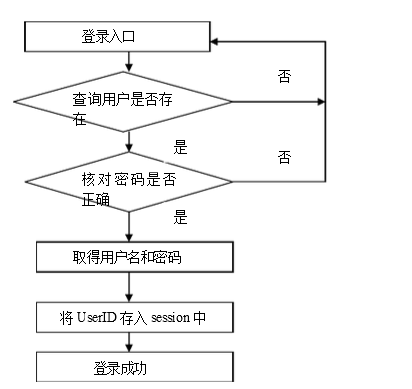 登录入口
否
查询用户是否存
在
是
否
核对密码是否
正确
是
取得用户名和密码
将 UserID 存入 session 中
登录成功